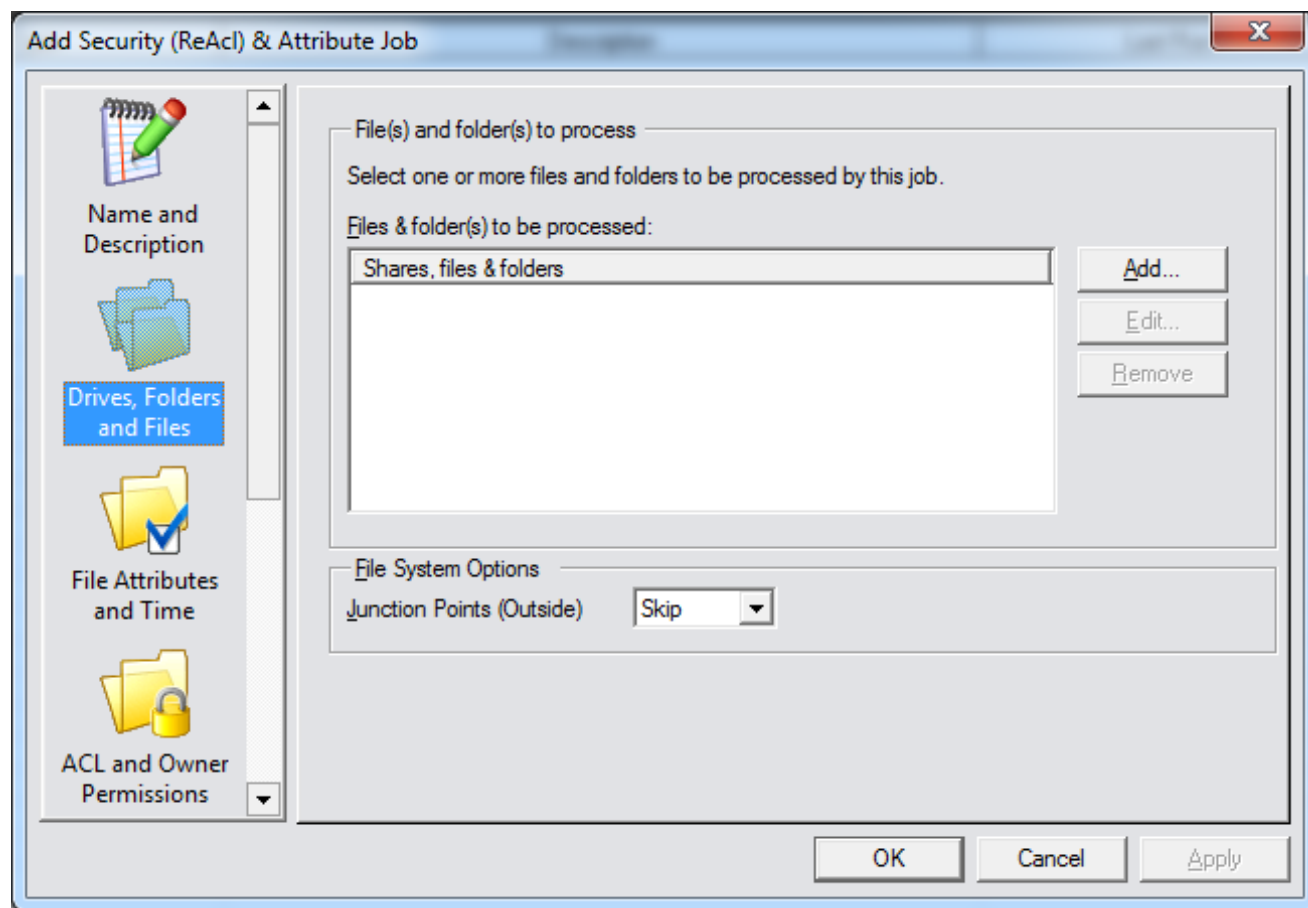 Add Security (ReAcl) & Attribute Job
Name and
Description
Drives, Folders
and Files
File Attributes
and Time
ACL and Owner
Permissions
File(s) and folder(s) to process
Select one or more files and folders to be processed by this job.
Files & folder(s) to be processed:
Shares, files & folders
Add...
Edit...
Remove
File System Options
Junction Points (Outside)
Skip
OK
Cancel
Apply